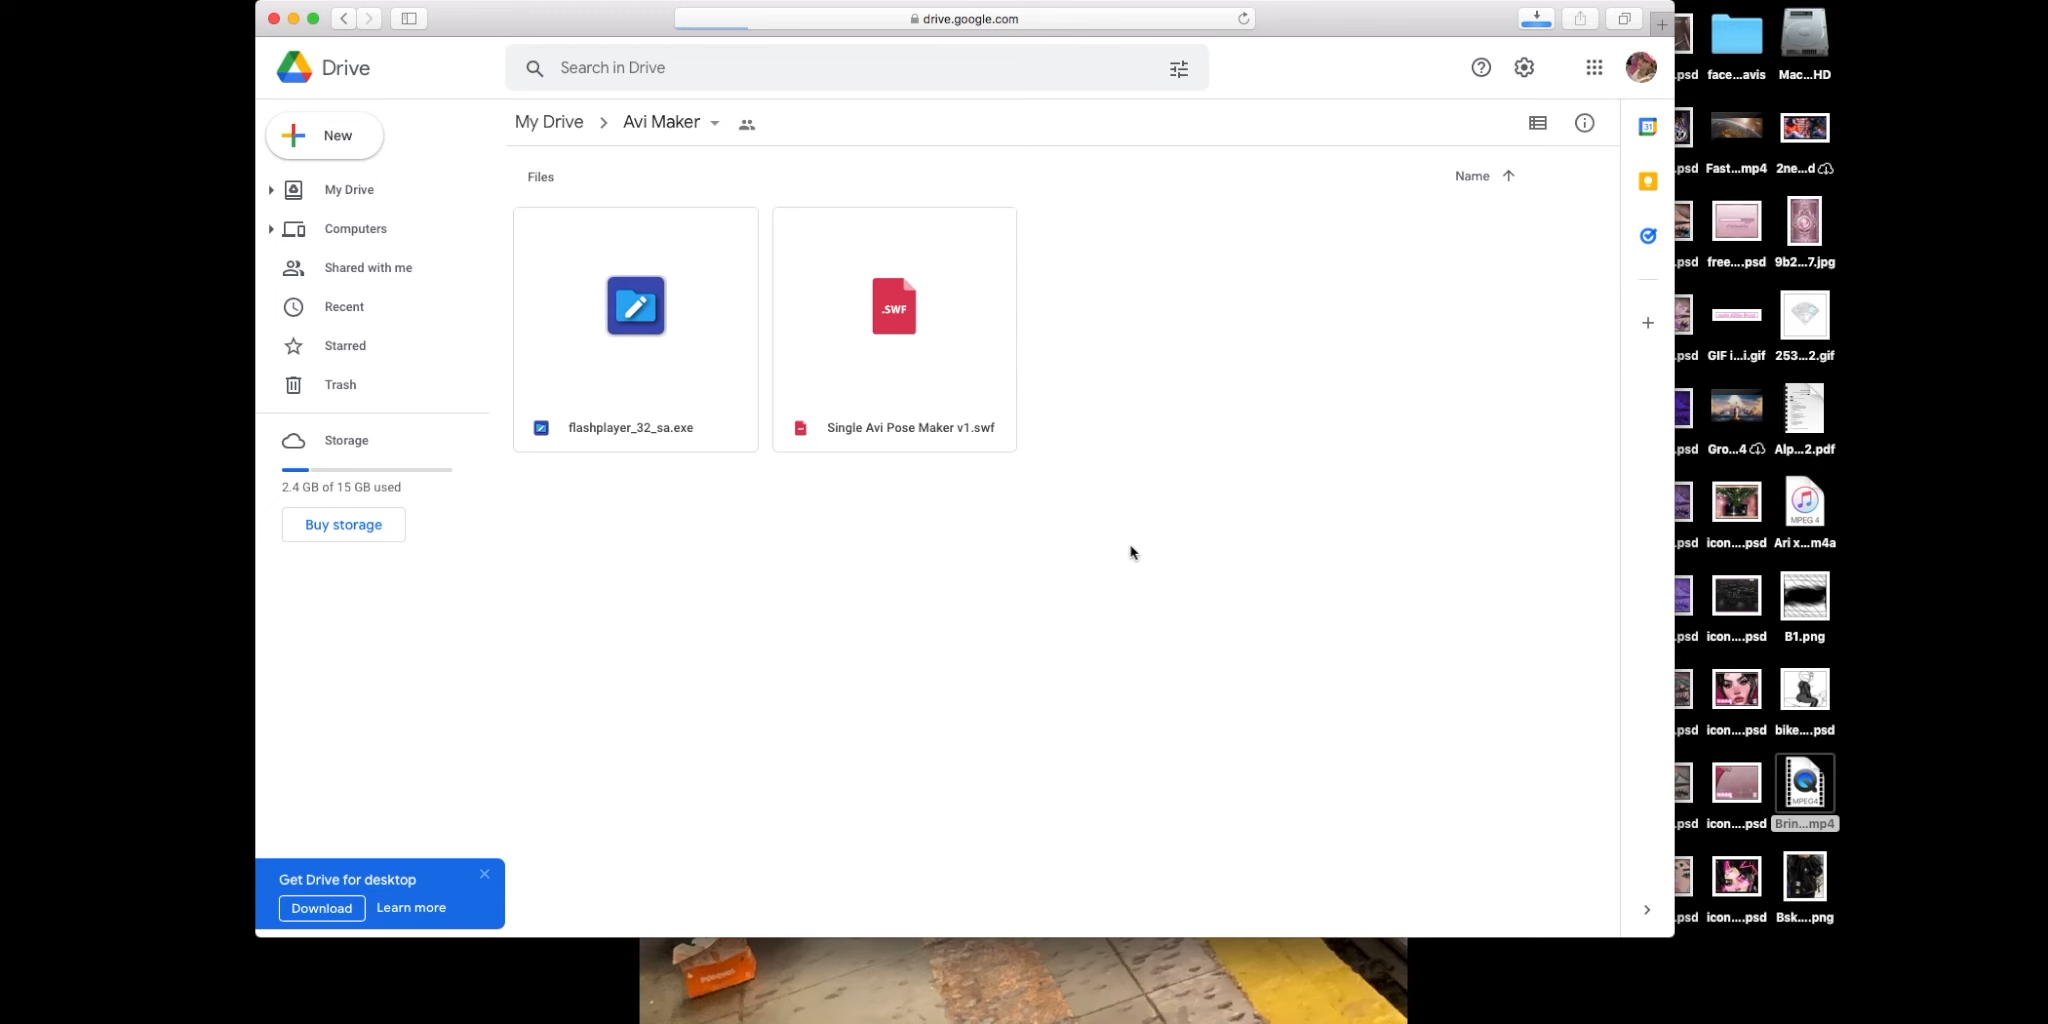 drive.google.com
Drive
Search in Drive
New
My Drive
Computers
Shared with me
Recent
Starred
Trash
Storage
2.4 GB of 15 GB used
Buy storage
My Drive
Avi Maker
Files
Name
.SWF
flashplayer_32_sa.exe
Single Avi Pose Maker v1.swf
31
Get Drive for desktop
Download
Learn more
face...avis
Mac...HD
.psd
Fast...mp4
2ne...d
.psd
free....psd
9b2...7.jpg
.psd
GIF i...i.gif
253...2.gif
.psd
Gro...4
Alp...2.pdf
.psd
MPEG 4
icon....psd
Ari x...m4a
.psd
icon....psd
B1.png
.psd
icon....psd
bike....psd
.psd
MPEG4
icon....psd
Brin...mp4
.psd
icon....psd
Bsk....png
.psd
POPEYES